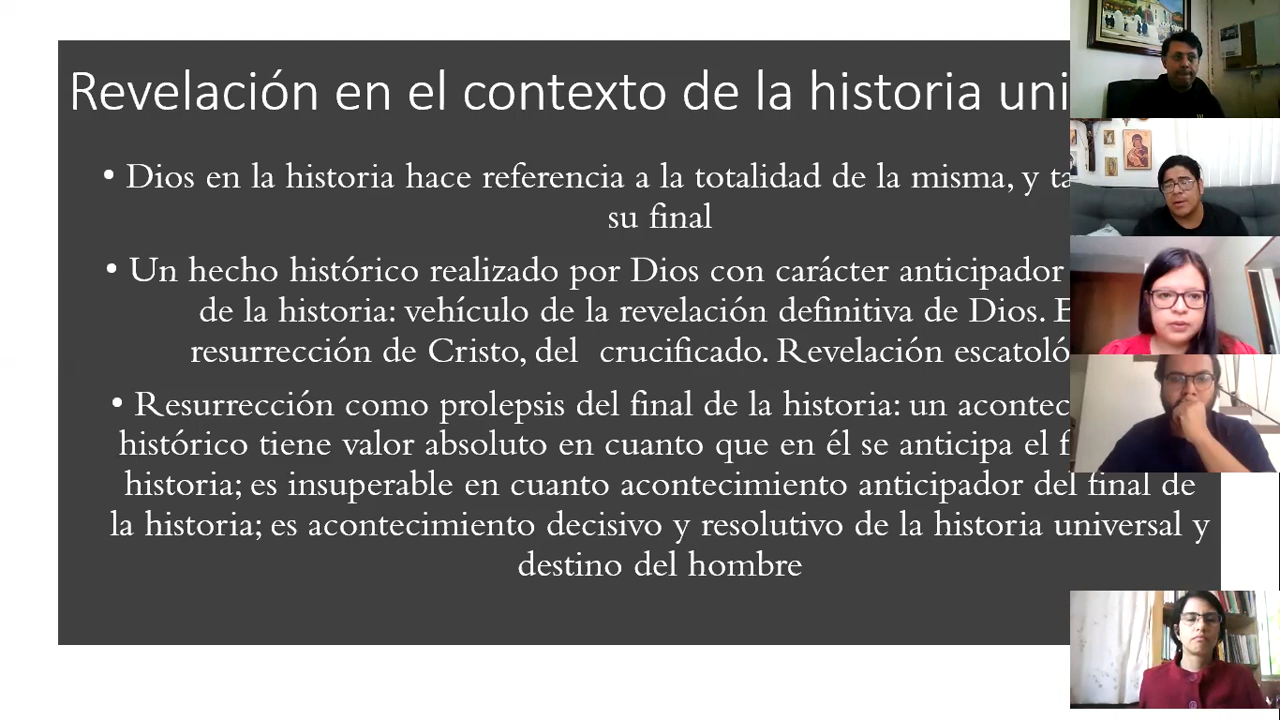 Revelación en el contexto de la historia
• Dios en la historia hace referencia a la totalidad de la misma, y
su final
• Un hecho histórico realizado por Dios con carácter anticipador
de la historia: vehículo de la revelación definitiva de Dios.
resurrección de Cristo, del crucificado. Revelación
• Resurrección como prolepsis del final de la historia: un
histórico tiene valor absoluto en cuanto que en él se anticipa el
historia; es insuperable en cuanto acontecimiento anticipador del final de
la historia; es acontecimiento decisivo y resolutivo de la historia universal y
destino del hombre